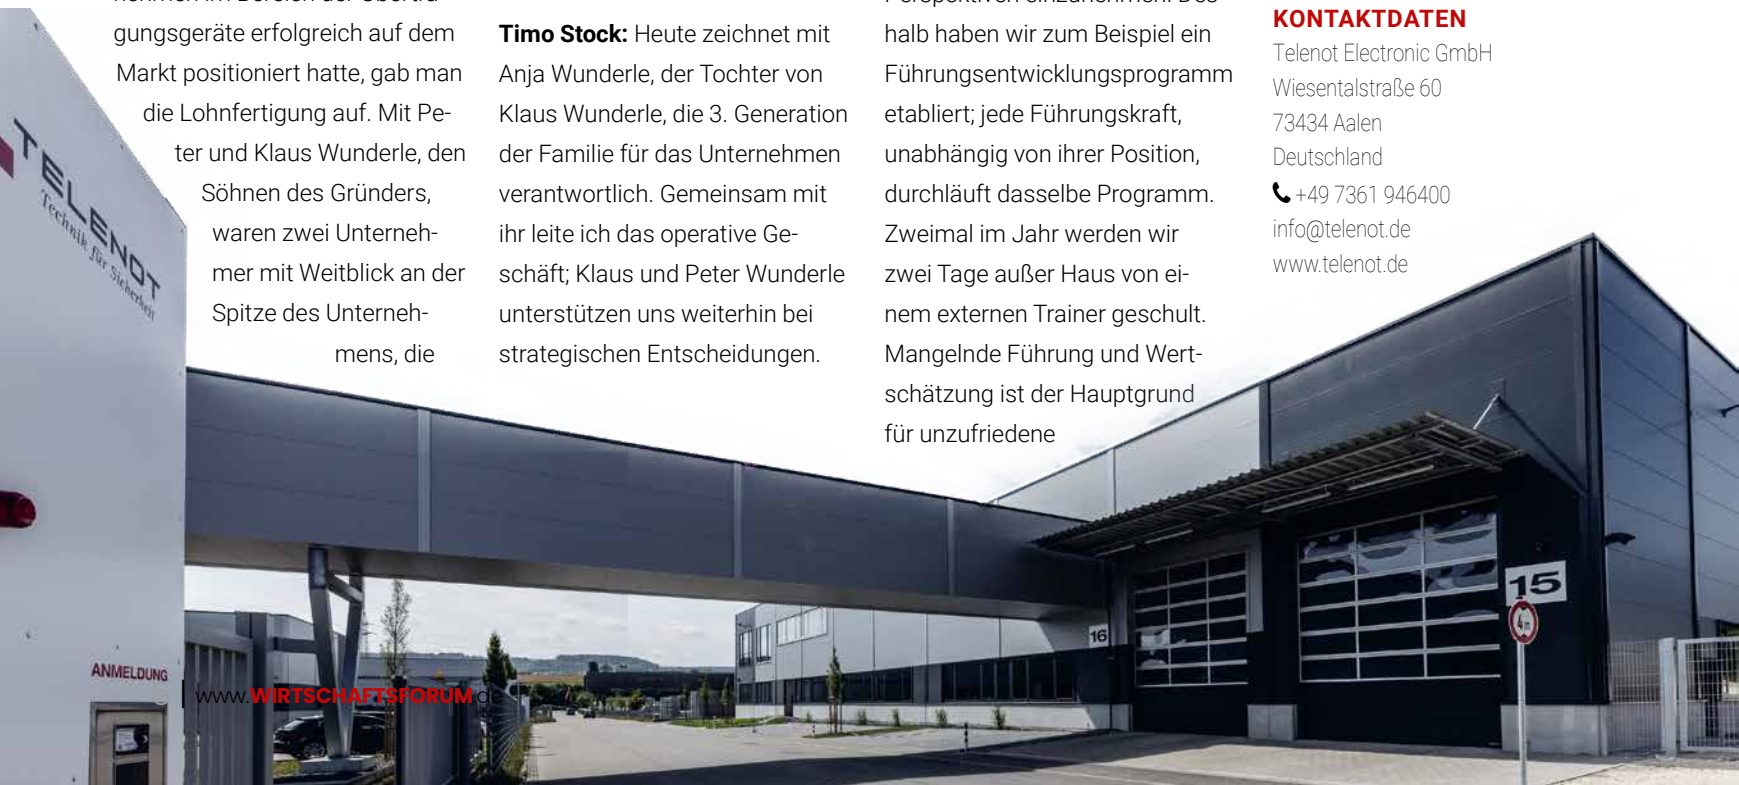 gungsgeräte erfolgreich auf dem
Markt positioniert hatte, gab man
die Lohnfertigung auf. Mit Pe-
ter und Klaus Wunderle, den
Söhnen des Gründers,
waren zwei Unterneh-
mer mit Weitblick an der
Spitze des Unterneh-
mens, die
Timo Stock: Heute zeichnet mit
Anja Wunderle, der Tochter von
Klaus Wunderle, die 3. Generation
der Familie für das Unternehmen
verantwortlich. Gemeinsam mit
ihr leite ich das operative Ge-
schäft; Klaus und Peter Wunderle
unterstützen uns weiterhin bei
strategischen Entscheidungen.
halb haben wir zum Beispiel ein
Führungsentwicklungsprogramm
etabliert; jede Führungskraft,
unabhängig von ihrer Position,
durchläuft dasselbe Programm.
Zweimal im Jahr werden wir
zwei Tage außer Haus von ei-
nem externen Trainer geschult.
Mangelnde Führung und Wert-
schätzung ist der Hauptgrund
für unzufriedene
KONTAKTDATEN
Telenot Electronic GmbH
Wiesentalstraße 60
73434 Aalen
Deutschland
+49 7361 946400
info@telenot.de
www.telenot.de
TELENOT
Technik für Sicherheit
ANMELDUNG
16
15
4m
www.WIRTSCHAFTSFORUM.de